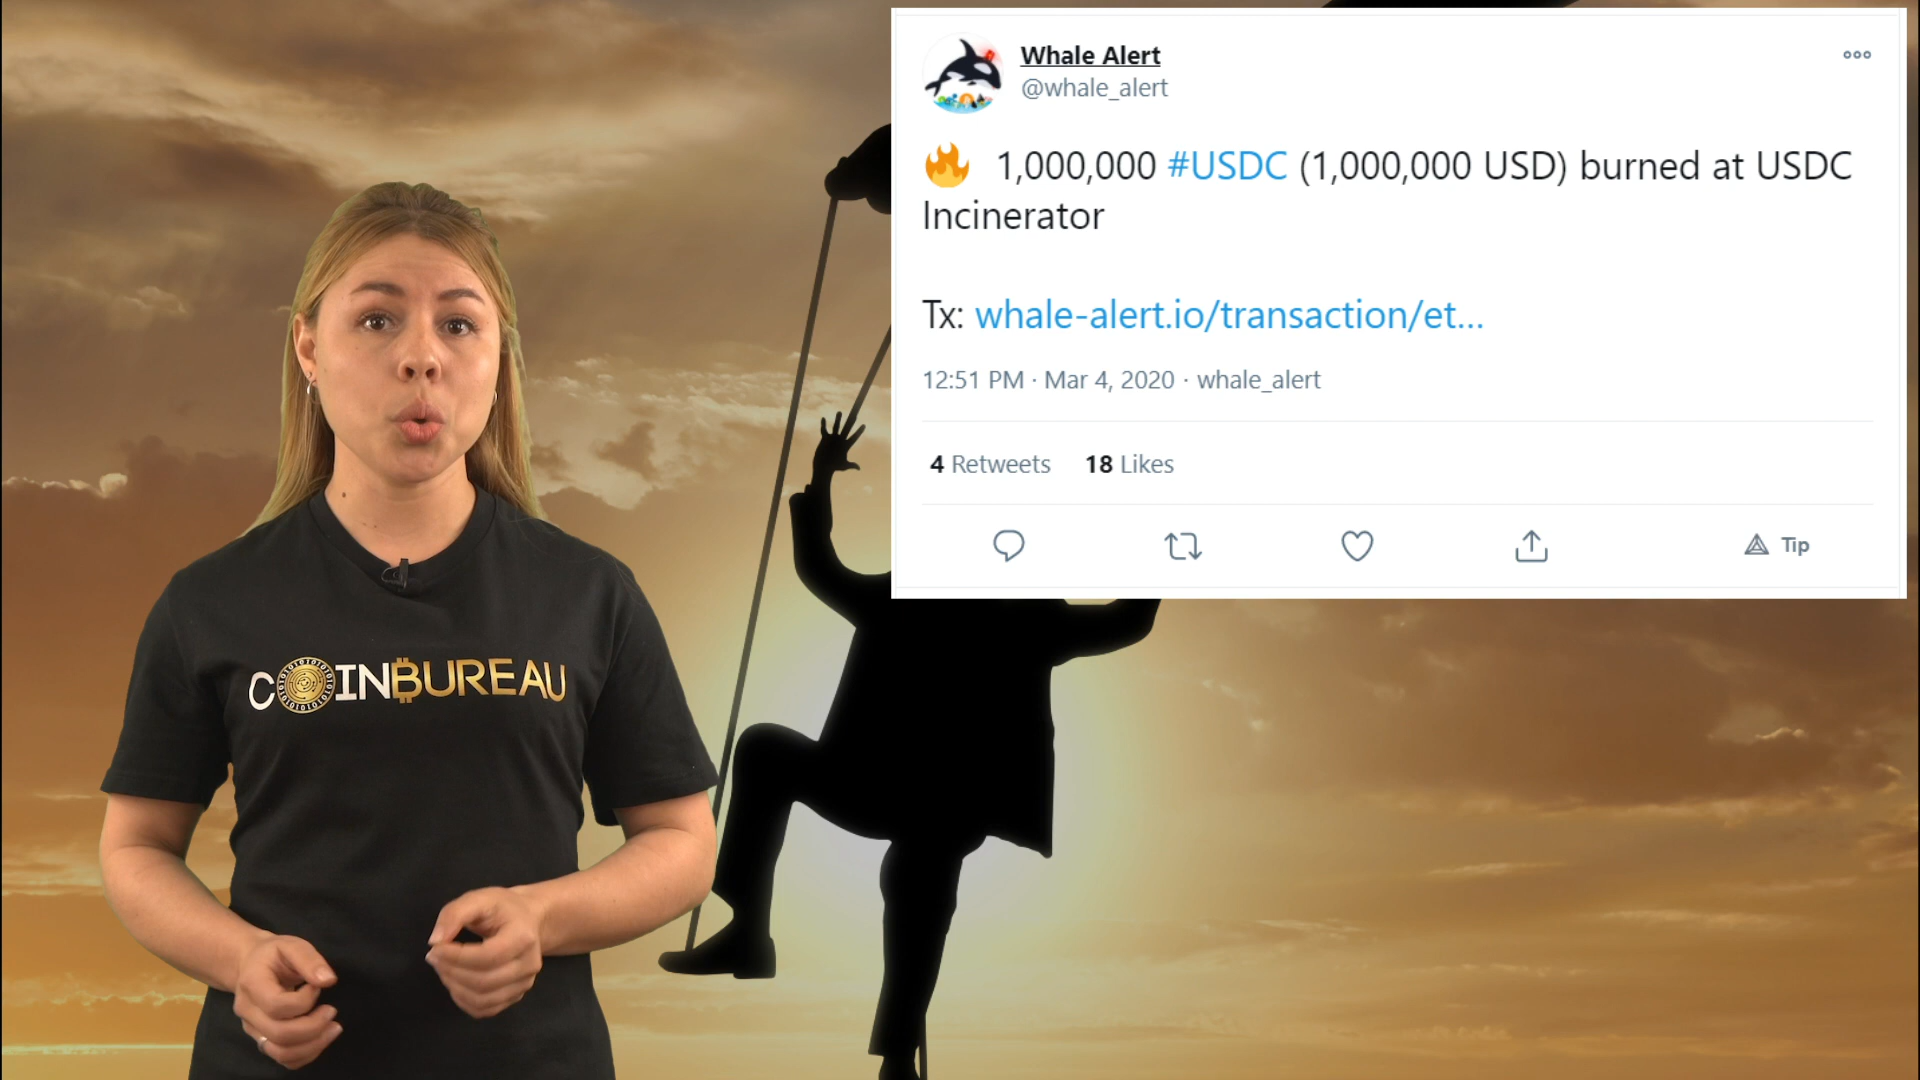 Whale Alert
@whale_alert
🔥 1,000,000 #USDC (1,000,000 USD) burned at USDC
Incinerator
Tx: whale-alert.io/transaction/et...
12:51 PM · Mar 4, 2020 · whale_alert
4 Retweets 18 Likes
Tip
COINBUREAU